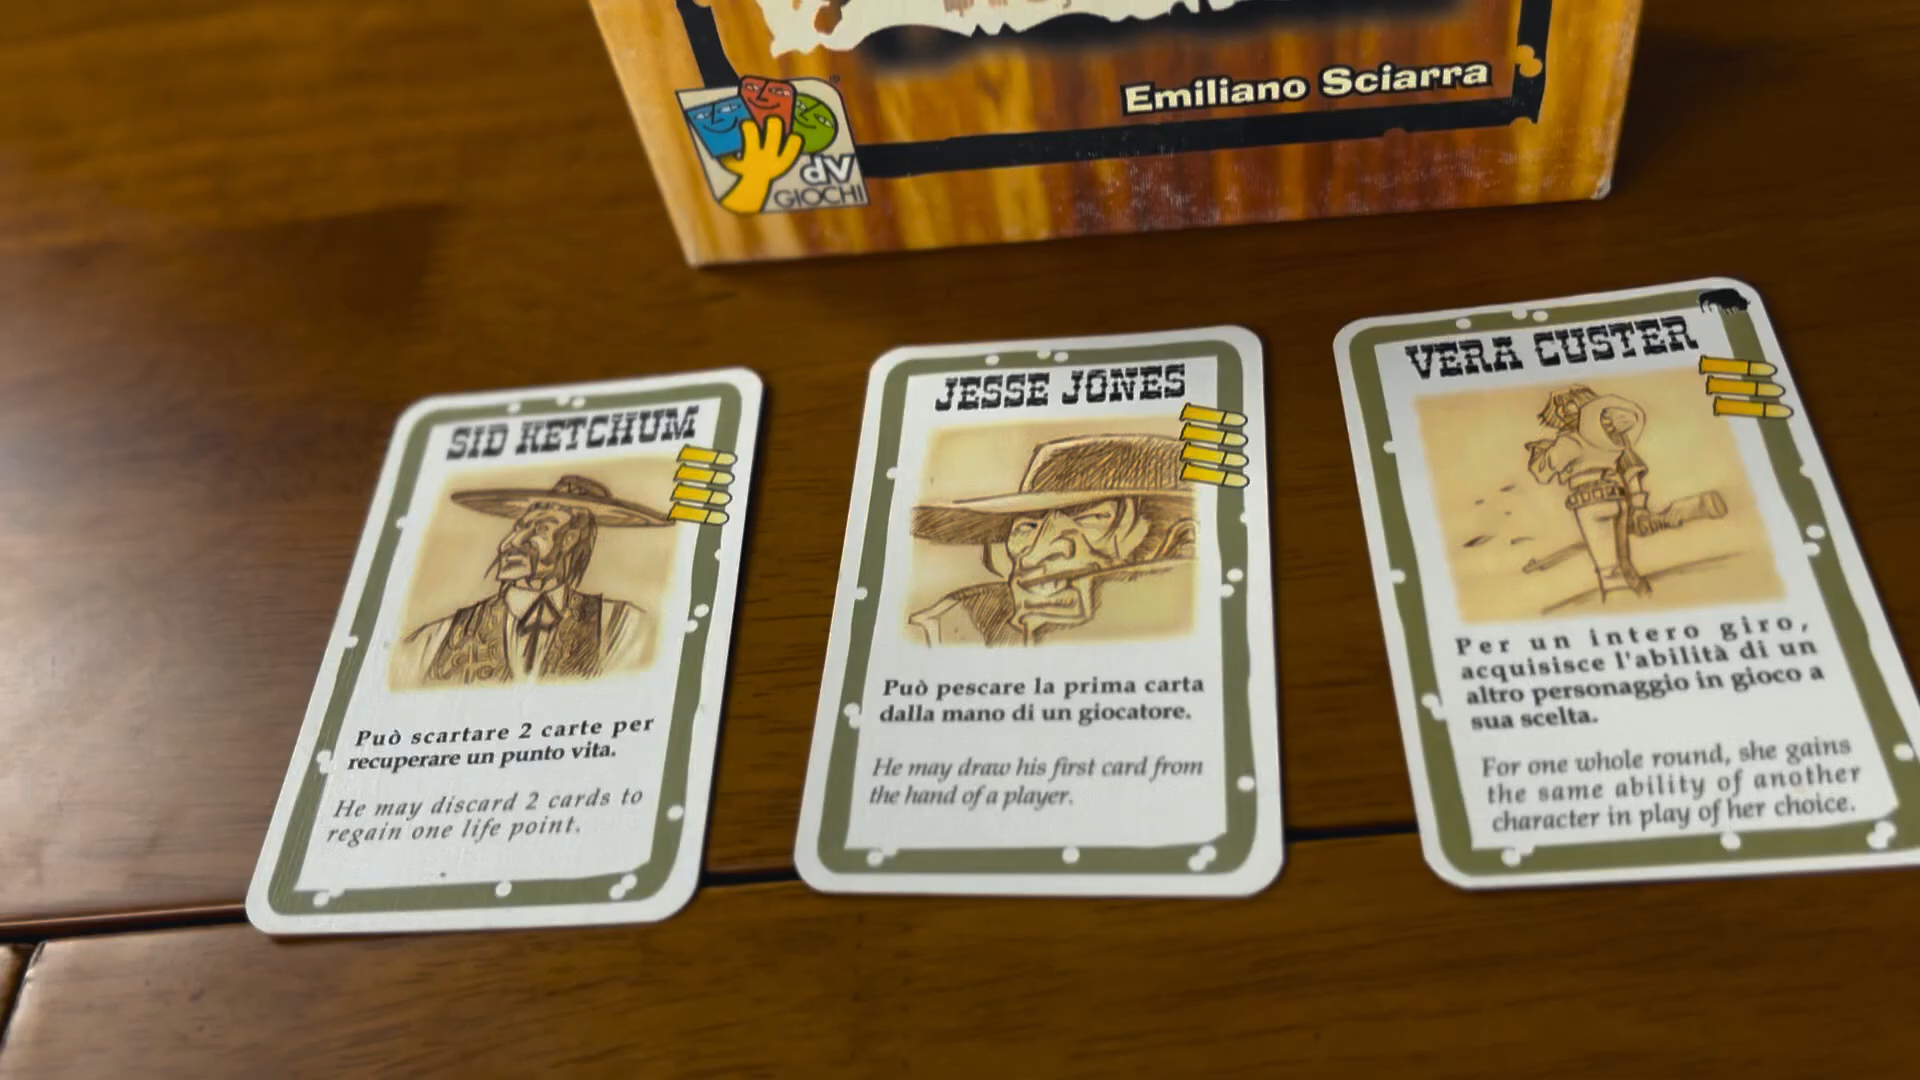 Emiliano Sciarra
dV
GIOCHI
SID KETCHUM
Può scartare 2 carte per
recuperare un punto vita.
He may discard 2 cards to
regain one life point.
JESSE JONES
Può pescare la prima carta
dalla mano di un giocatore.
He may draw his first card from
the hand of a player.
VERA CUSTER
Per un intero giro,
acquisisce l'abilità di un
altro personaggio in gioco a
sua scelta.
For one whole round, she gains
the same ability of another
character in play of her choice.